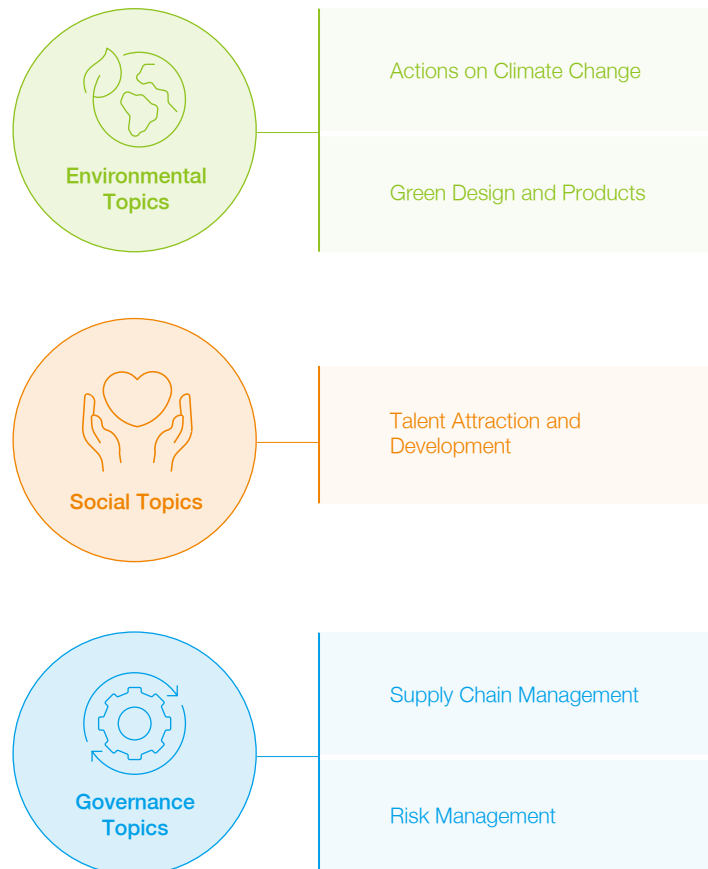 Environmental
Topics
Actions on Climate Change
Green Design and Products
Social Topics
Talent Attraction and
Development
Governance
Topics
Supply Chain Management
Risk Management